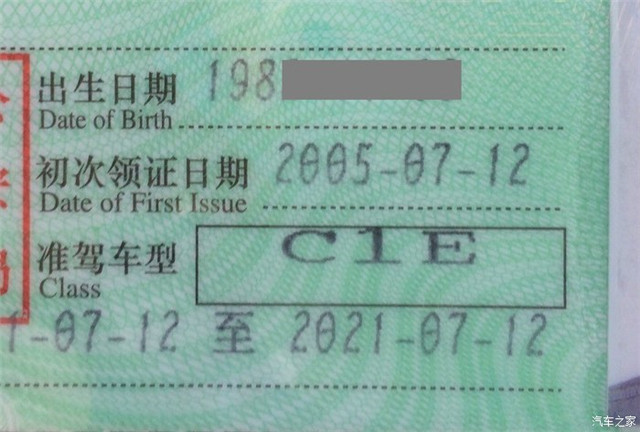 出生日期 198
Date of Birth
初次领证日期 2005-07-12
Date of First Issue
准驾车型 C1E
Class
1-07-12 至 2021-07-12
汽车之家